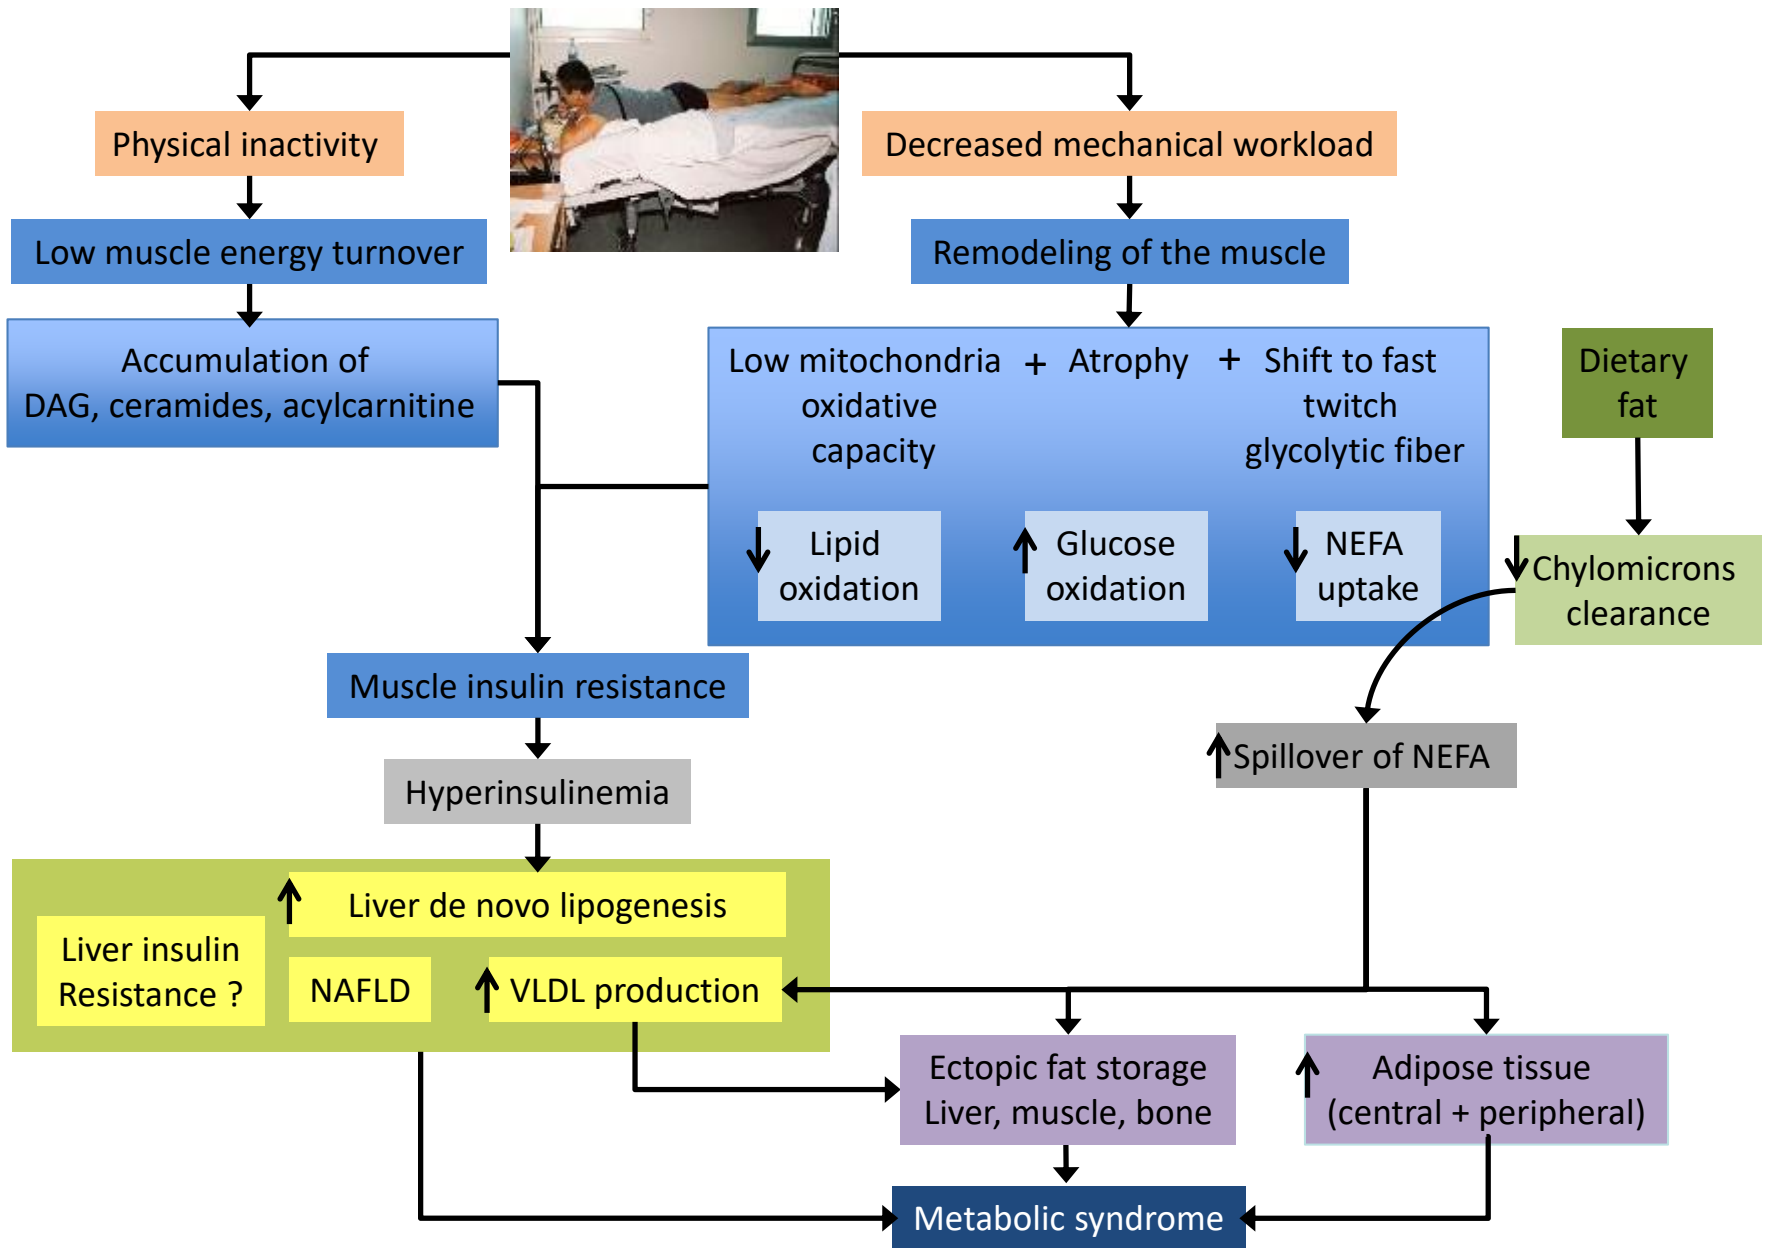 Physical inactivity
Decreased mechanical workload
Low muscle energy turnover
Remodeling of the muscle
Accumulation of
DAG, ceramides, acylcarnitine
Low mitochondria
oxidative
capacity
+
Atrophy
+
Shift to fast
twitch
glycolytic fiber
Dietary
fat
↓ Lipid
oxidation
↑ Glucose
oxidation
↓ NEFA
uptake
↓ Chylomicrons
clearance
Muscle insulin resistance
↑ Spillover of NEFA
Hyperinsulinemia
↑ Liver de novo lipogenesis
Liver insulin
Resistance ?
NAFLD
↑ VLDL production
Ectopic fat storage
Liver, muscle, bone
↑ Adipose tissue
(central + peripheral)
Metabolic syndrome